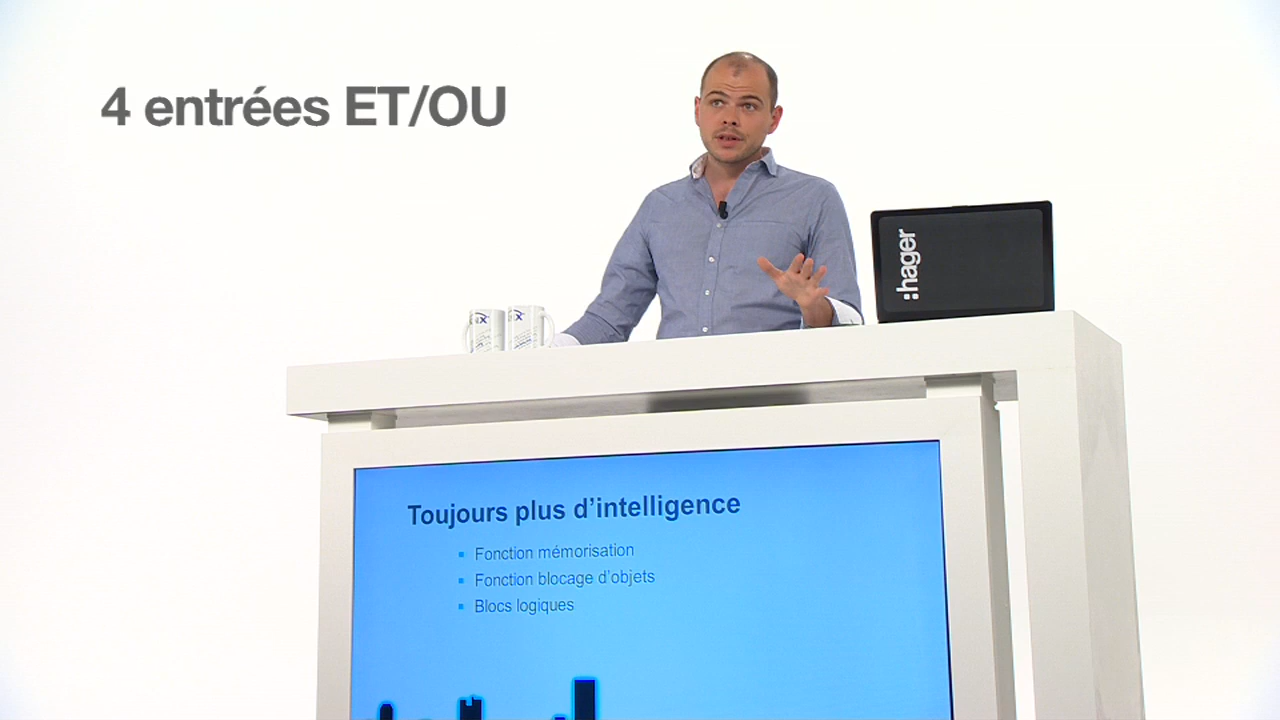 4 entrées ET/OU
:hager
Toujours plus d'intelligence
Fonction mémorisation
Fonction blocage d'objets
Blocs logiques